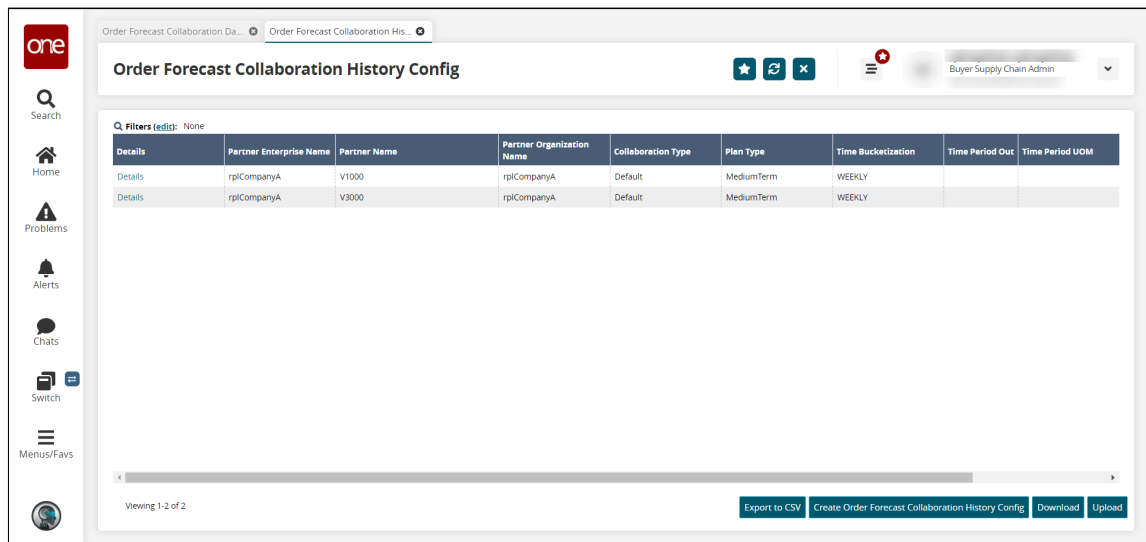 one
Order Forecast Collaboration Da...
Order Forecast Collaboration His...
Order Forecast Collaboration History Config
Buyer Supply Chain Admin
Search
Home
Problems
Alerts
Chats
Switch
Menus/Favs
Filters (edit): None
Details Partner Enterprise Name Partner Name Partner Organization Name Collaboration Type Plan Type Time Bucketization Time Period Out Time Period UOM
Details rplCompanyA V1000 rplCompanyA Default MediumTerm WEEKLY
Details rplCompanyA V3000 rplCompanyA Default MediumTerm WEEKLY
Viewing 1-2 of 2
Export to CSV Create Order Forecast Collaboration History Config Download Upload